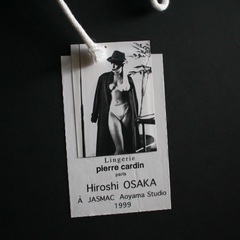 Lingerie
pierre cardin
paris
Hiroshi OSAKA
À JASMAC Aoyama Studio
1999